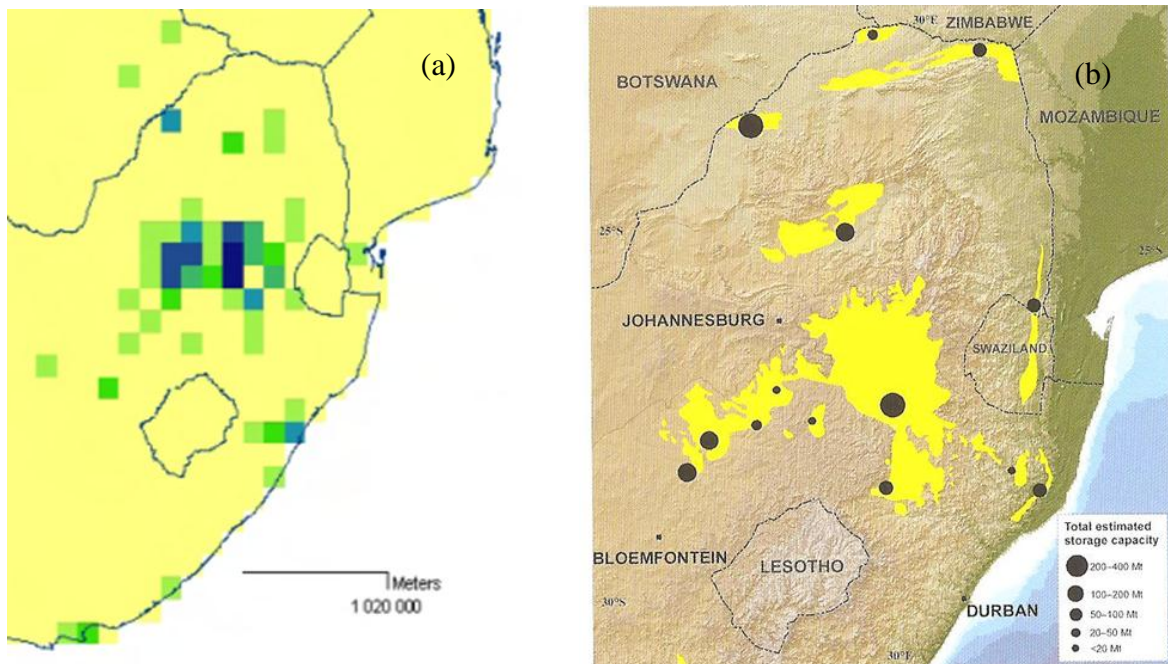 (a)
Meters
1 020 000
(b)
30°E
ZIMBABWE
BOTSWANA
MOZAMBIQUE
25°S
25°S
JOHANNESBURG
SWAZILAND
BLOEMFONTEIN
LESOTHO
30°S
DURBAN
30°E
Total estimated
storage capacity
200–400 Mt
100–200 Mt
50–100 Mt
20–50 Mt
<20 Mt